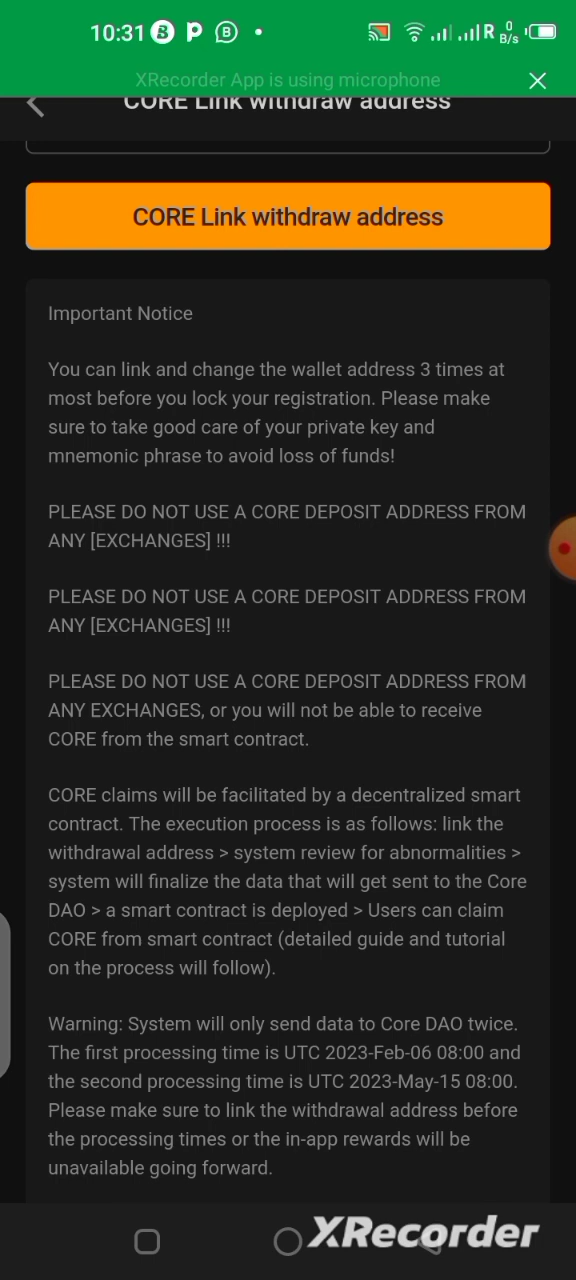 10:31 B P B R 0 B/s
XRecorder App is using microphone
CORE Link withdraw address
CORE Link withdraw address
Important Notice
You can link and change the wallet address 3 times at
most before you lock your registration. Please make
sure to take good care of your private key and
mnemonic phrase to avoid loss of funds!
PLEASE DO NOT USE A CORE DEPOSIT ADDRESS FROM
ANY [EXCHANGES] !!!
PLEASE DO NOT USE A CORE DEPOSIT ADDRESS FROM
ANY [EXCHANGES] !!!
PLEASE DO NOT USE A CORE DEPOSIT ADDRESS FROM
ANY EXCHANGES, or you will not be able to receive
CORE from the smart contract.
CORE claims will be facilitated by a decentralized smart
contract. The execution process is as follows: link the
withdrawal address > system review for abnormalities >
system will finalize the data that will get sent to the Core
DAO > a smart contract is deployed > Users can claim
CORE from smart contract (detailed guide and tutorial
on the process will follow).
Warning: System will only send data to Core DAO twice.
The first processing time is UTC 2023-Feb-06 08:00 and
the second processing time is UTC 2023-May-15 08:00.
Please make sure to link the withdrawal address before
the processing times or the in-app rewards will be
unavailable going forward.
XRecorder